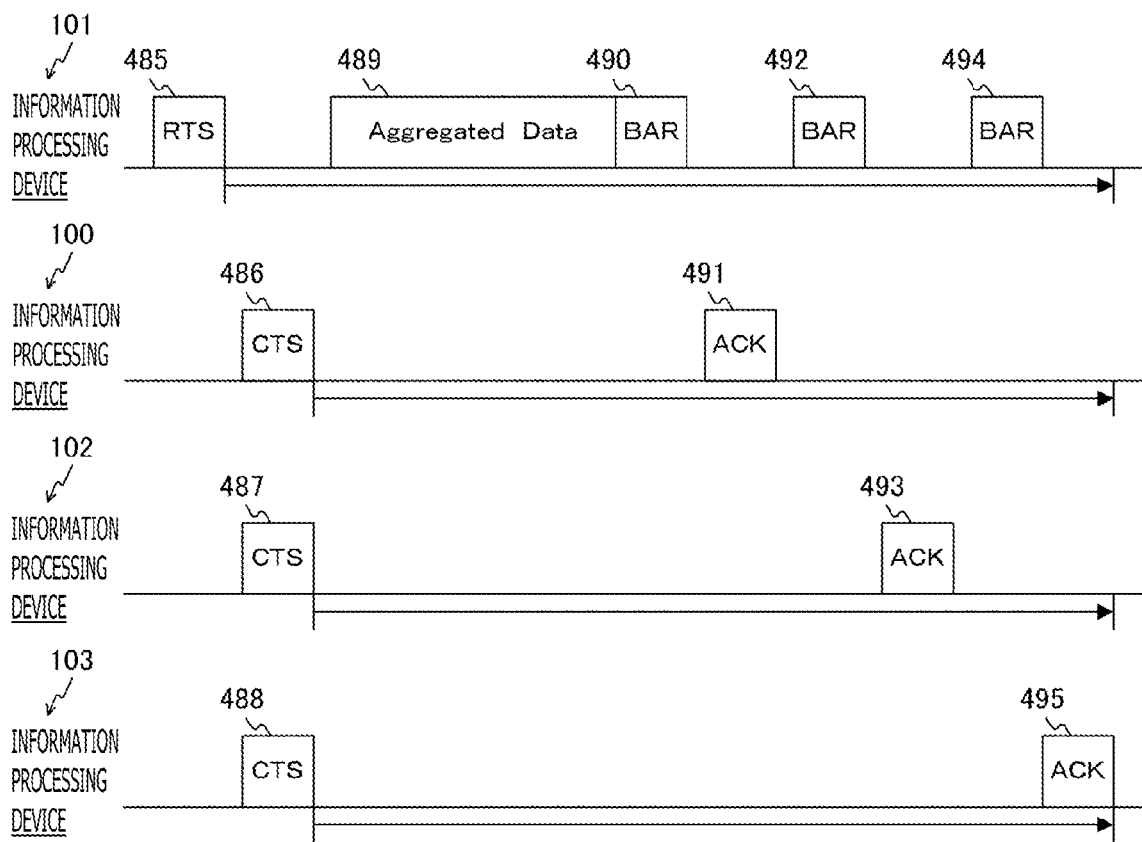 101
485
489
490
492
494
INFORMATION
PROCESSING
DEVICE
RTS
Aggregated Data
BAR
BAR
BAR
100
486
491
INFORMATION
PROCESSING
DEVICE
CTS
ACK
102
487
493
INFORMATION
PROCESSING
DEVICE
CTS
ACK
103
488
495
INFORMATION
PROCESSING
DEVICE
CTS
ACK